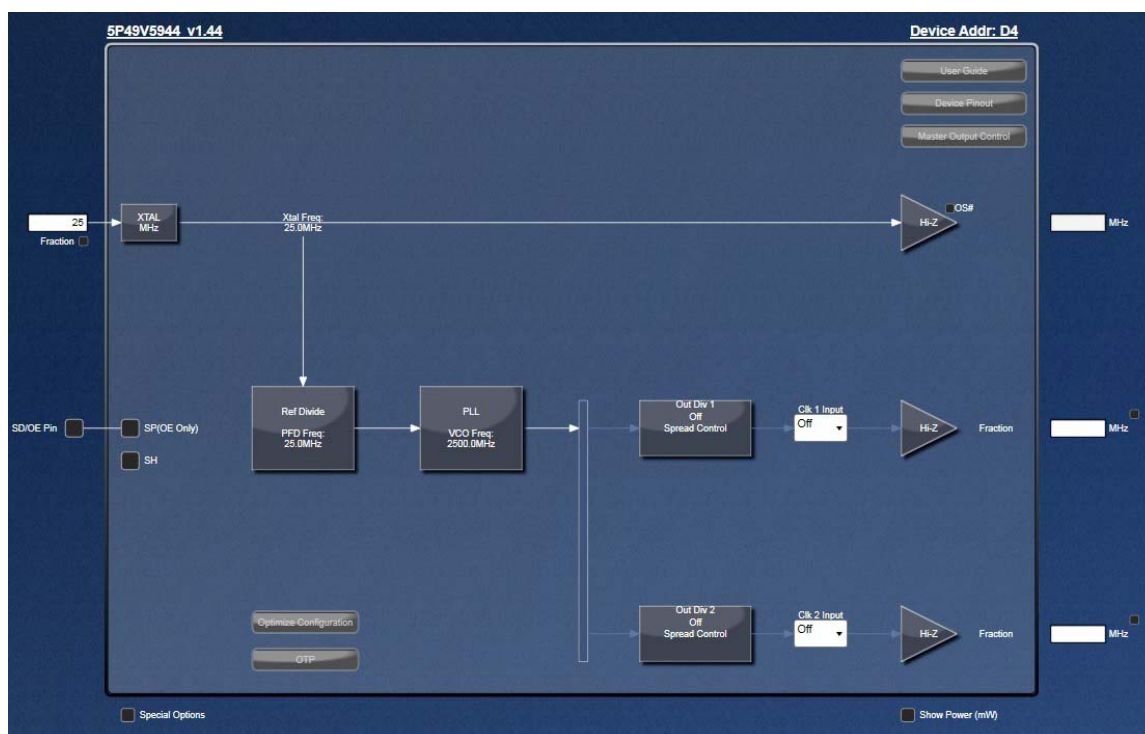 5P49V5944 v1.44
Device Addr: D4
User Guide
Device Pinout
Master Output Control
25
Fraction
XTAL
MHz
Xtal Freq:
25.0MHz
Hi-Z
OS#
MHz
SD/OE Pin
SP(OE Only)
SH
Ref Divide
PFD Freq:
25.0MHz
PLL
VCO Freq:
2500.0MHz
Out Div 1
Off
Spread Control
Clk 1 Input
Off
Hi-Z
Fraction
MHz
Optimize Configuration
OTP
Out Div 2
Off
Spread Control
Clk 2 Input
Off
Hi-Z
Fraction
MHz
Special Options
Show Power (mW)